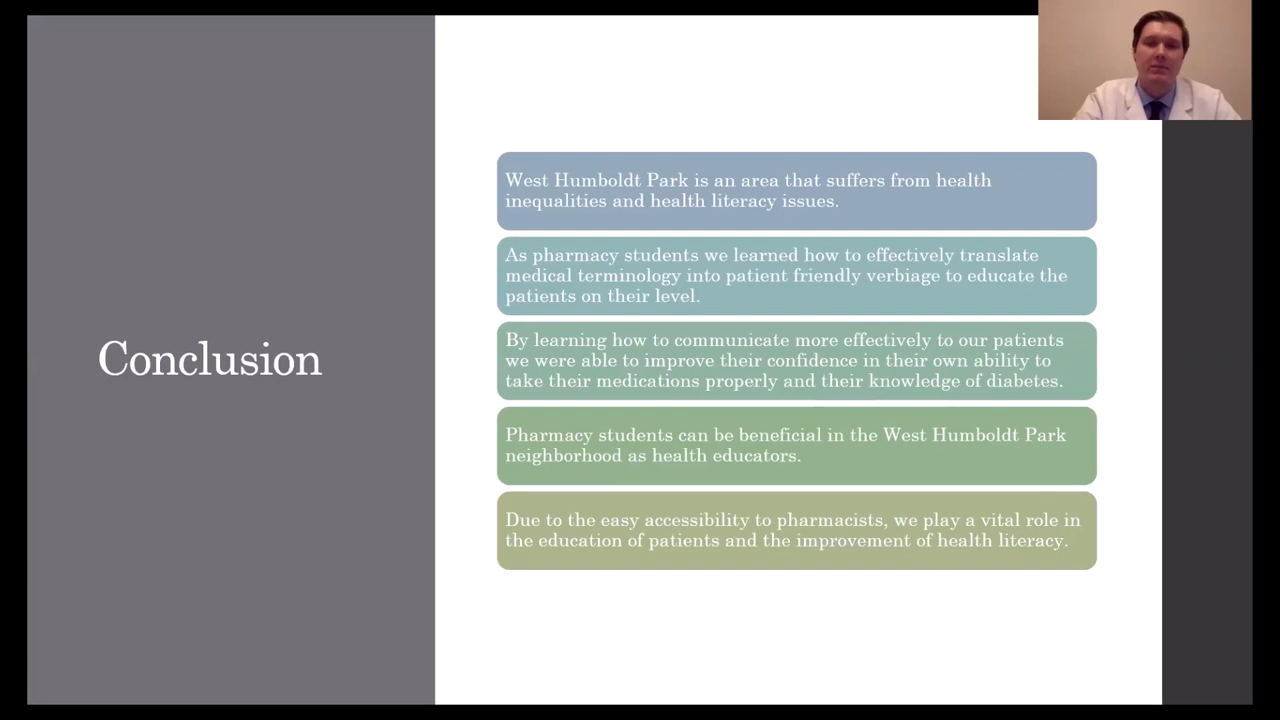 Conclusion
West Humboldt Park is an area that suffers from health
inequalities and health literacy issues.
As pharmacy students we learned how to effectively translate
medical terminology into patient friendly verbiage to educate the
patients on their level.
By learning how to communicate more effectively to our patients
we were able to improve their confidence in their own ability to
take their medications properly and their knowledge of diabetes.
Pharmacy students can be beneficial in the West Humboldt Park
neighborhood as health educators.
Due to the easy accessibility to pharmacists, we play a vital role in
the education of patients and the improvement of health literacy.